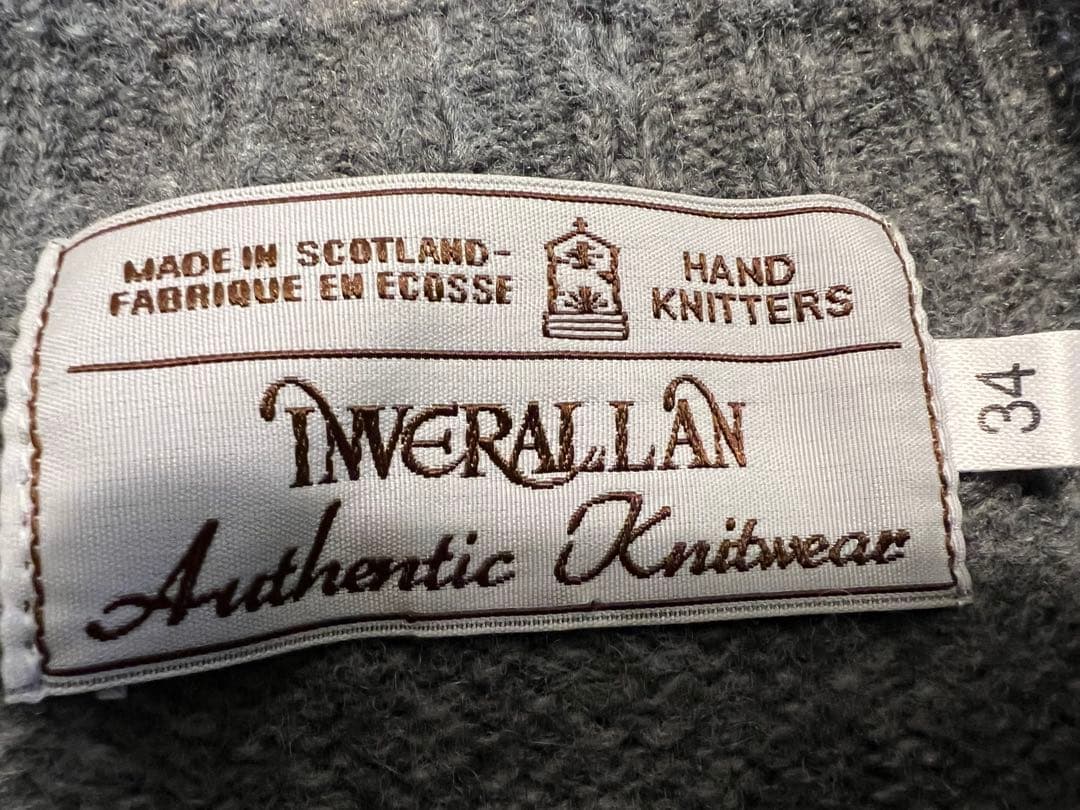 MADE IN SCOTLAND-
FABRIQUE EN ECOSSE
HAND
KNITTERS
INVERALLAN
Authentic Knitwear
34